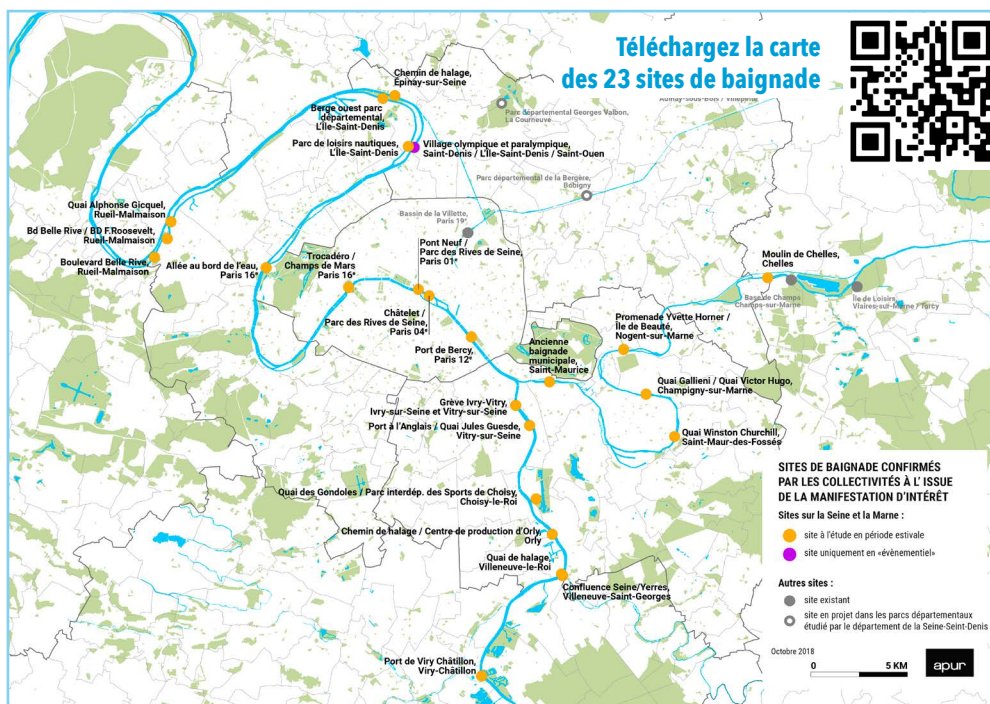 Téléchargez la carte
des 23 sites de baignade
Chemin de halage,
Épinay-sur-Seine
Parc départemental Georges Valbon,
La Courneuve
Berge ouest parc
départemental,
L'Île-Saint-Denis
Parc de loisirs nautiques,
L'Île-Saint-Denis
Village olympique et paralympique,
Saint-Denis / L'Île-Saint-Denis / Saint-Ouen
Parc départemental de la Bergère,
Bobigny
Quai Alphonse Gicquel,
Rueil-Malmaison
Bd Belle Rive / BD F.Roosevelt,
Rueil-Malmaison
Boulevard Belle Rive,
Rueil-Malmaison
Allée au bord de l'eau,
Paris 16e
Bassin de la Villette,
Paris 19e
Trocadéro /
Champs de Mars
Paris 16e
Pont Neuf /
Parc des Rives de Seine,
Paris 01e
Châtelet /
Parc des Rives de Seine,
Paris 04e
Port de Bercy,
Paris 12e
Ancienne
baignade
municipale,
Saint-Maurice
Moulin de Chelles,
Chelles
Base de Champs
Champs-sur-Marne
Île de Loisirs,
Promenade Yvette Horner /
Île de Beauté,
Nogent-sur-Marne
Quai Gallieni / Quai Victor Hugo,
Champigny-sur-Marne
Quai Winston Churchill,
Saint-Maur-des-Fossés
Grève Ivry-Vitry,
Ivry-sur-Seine et Vitry-sur-Seine
Port à l'Anglais / Quai Jules Guesde,
Vitry-sur-Seine
Quai des Gondoles / Parc interdép. des Sports de Choisy,
Choisy-le-Roi
Chemin de halage / Centre de production d'Orly,
Orly
Quai de halage,
Villeneuve-le-Roi
Confluence Seine/Yerres,
Villeneuve-Saint-Georges
Port de Viry Châtillon,
Viry-Châtillon
SITES DE BAIGNADE CONFIRMÉS
PAR LES COLLECTIVITÉS À L' ISSUE
DE LA MANIFESTATION D'INTÉRÊT
Sites sur la Seine et la Marne :
site à l'étude en période estivale
site uniquement en «évènementiel»
Autres sites :
site existant
site en projet dans les parcs départementaux
étudié par le département de la Seine-Saint-Denis
Octobre 2018
0 5 KM
apur